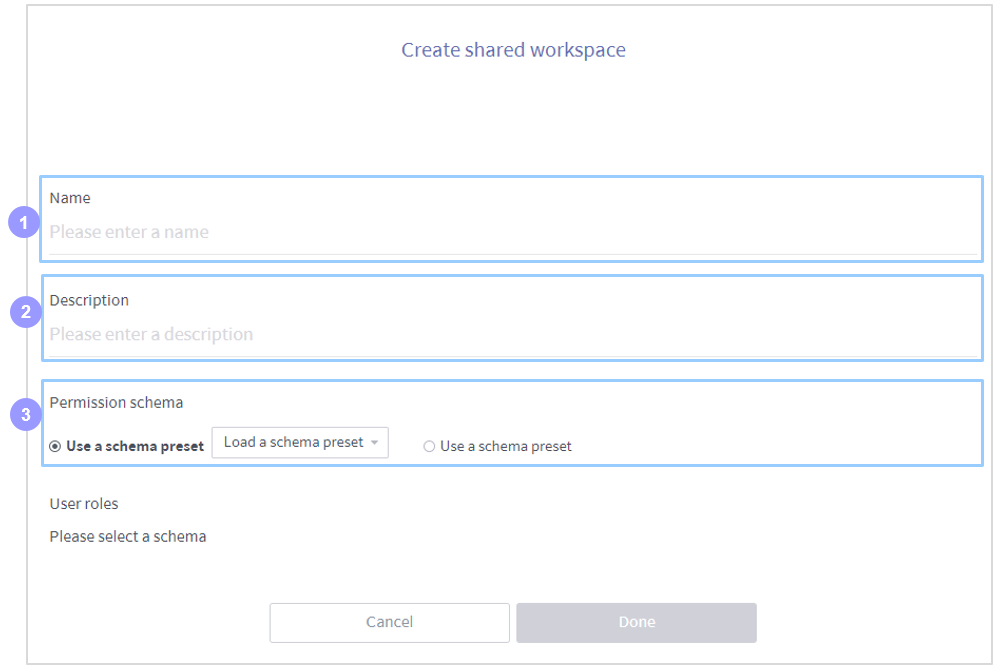 Create shared workspace
1
Name
Please enter a name
2
Description
Please enter a description
3
Permission schema
Use a schema preset Load a schema preset Use a schema preset
User roles
Please select a schema
Cancel Done